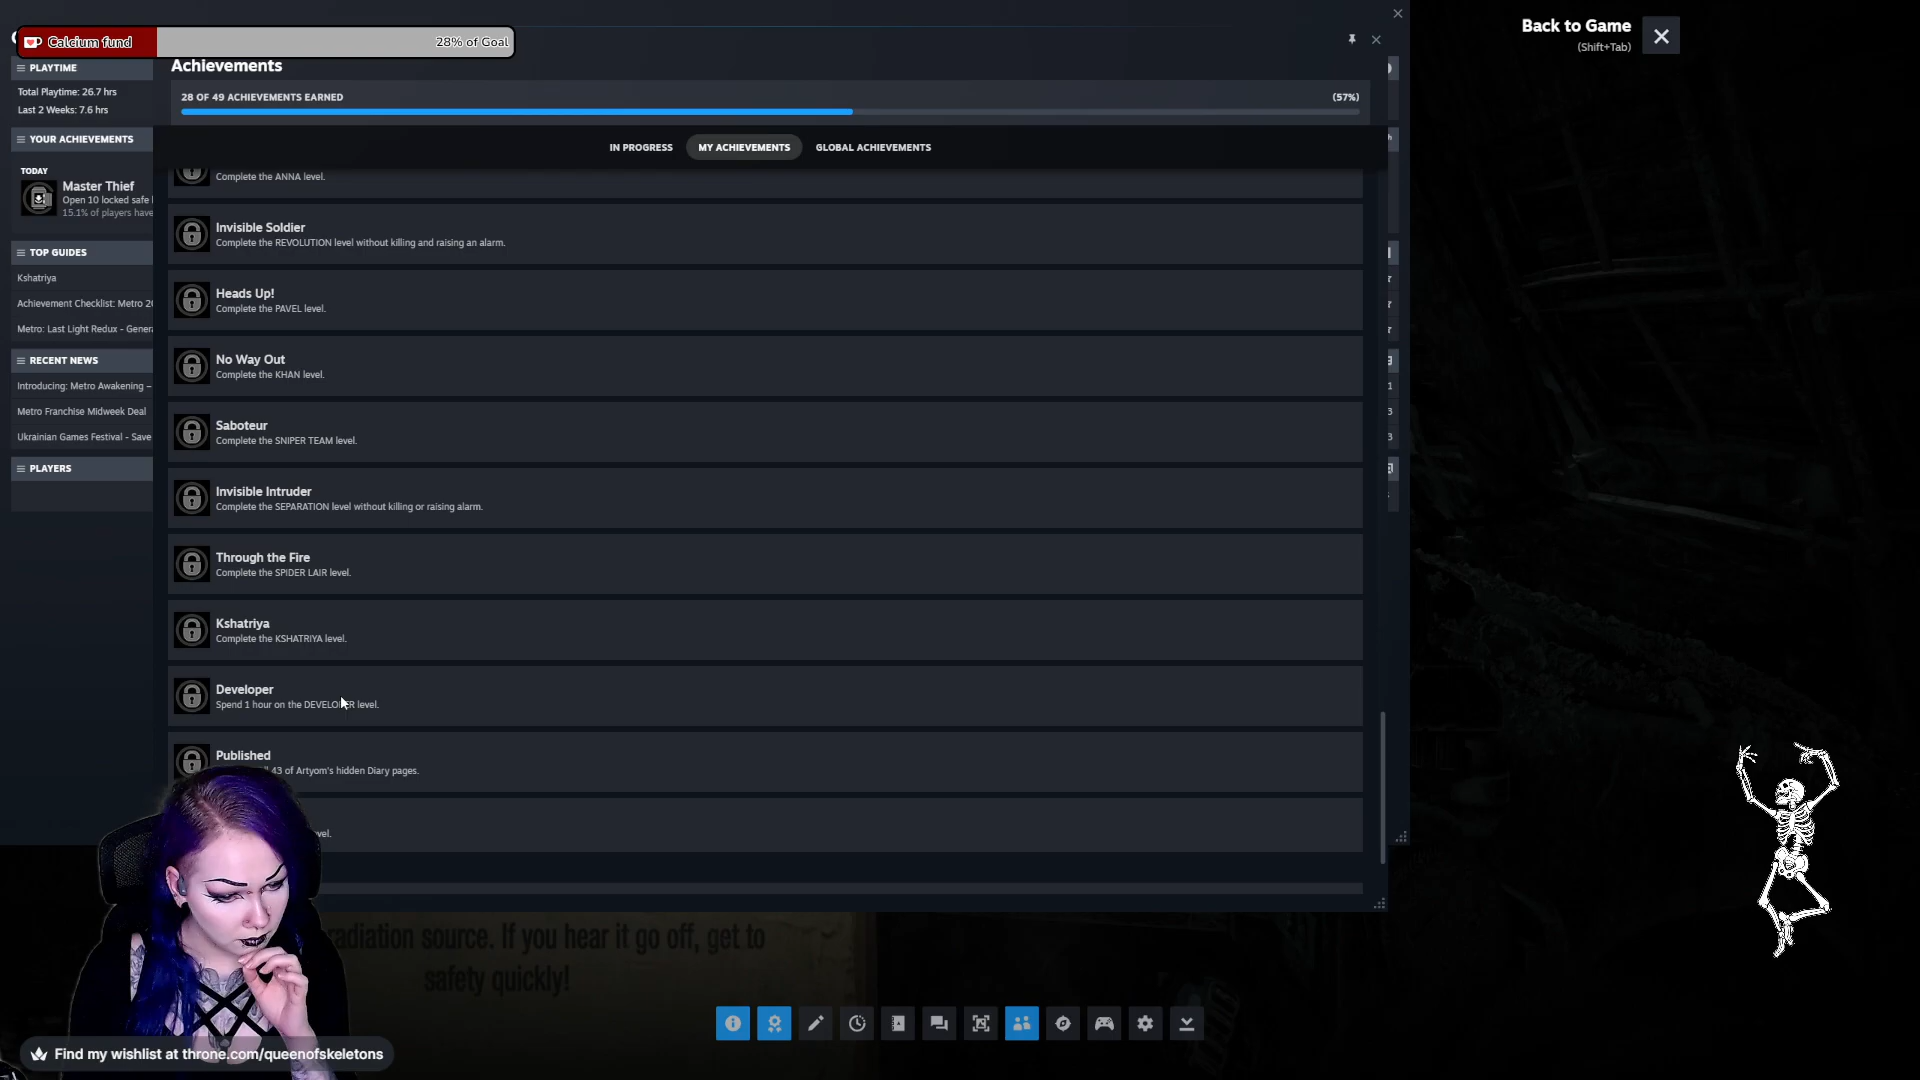 Calcium fund
28% of Goal
Back to Game
(Shift+Tab)
PLAYTIME
Total Playtime: 26.7 hrs
Last 2 Weeks: 7.6 hrs
YOUR ACHIEVEMENTS
TODAY
Master Thief
Open 10 locked safe
15.1% of players have
TOP GUIDES
Kshatriya
Achievement Checklist: Metro
Metro: Last Light Redux -
RECENT NEWS
Introducing: Metro Awakening –
Metro Franchise Midweek Deal
Ukrainian Games Festival - Save
PLAYERS
Achievements
28 OF 49 ACHIEVEMENTS EARNED
(57%)
IN PROGRESS
MY ACHIEVEMENTS
GLOBAL ACHIEVEMENTS
Complete the ANNA level.
Invisible Soldier
Complete the REVOLUTION level without killing and raising an alarm.
Heads Up!
Complete the PAVEL level.
No Way Out
Complete the KHAN level.
Saboteur
Complete the SNIPER TEAM level.
Invisible Intruder
Complete the SEPARATION level without killing or raising alarm.
Through the Fire
Complete the SPIDER LAIR level.
Kshatriya
Complete the KSHATRIYA level.
Developer
Spend 1 hour on the DEVELOPER level.
Published
43 of Artyom's hidden Diary pages.
radiation source. If you hear it go off, get to
safety quickly!
Find my wishlist at throne.com/queenofskeletons